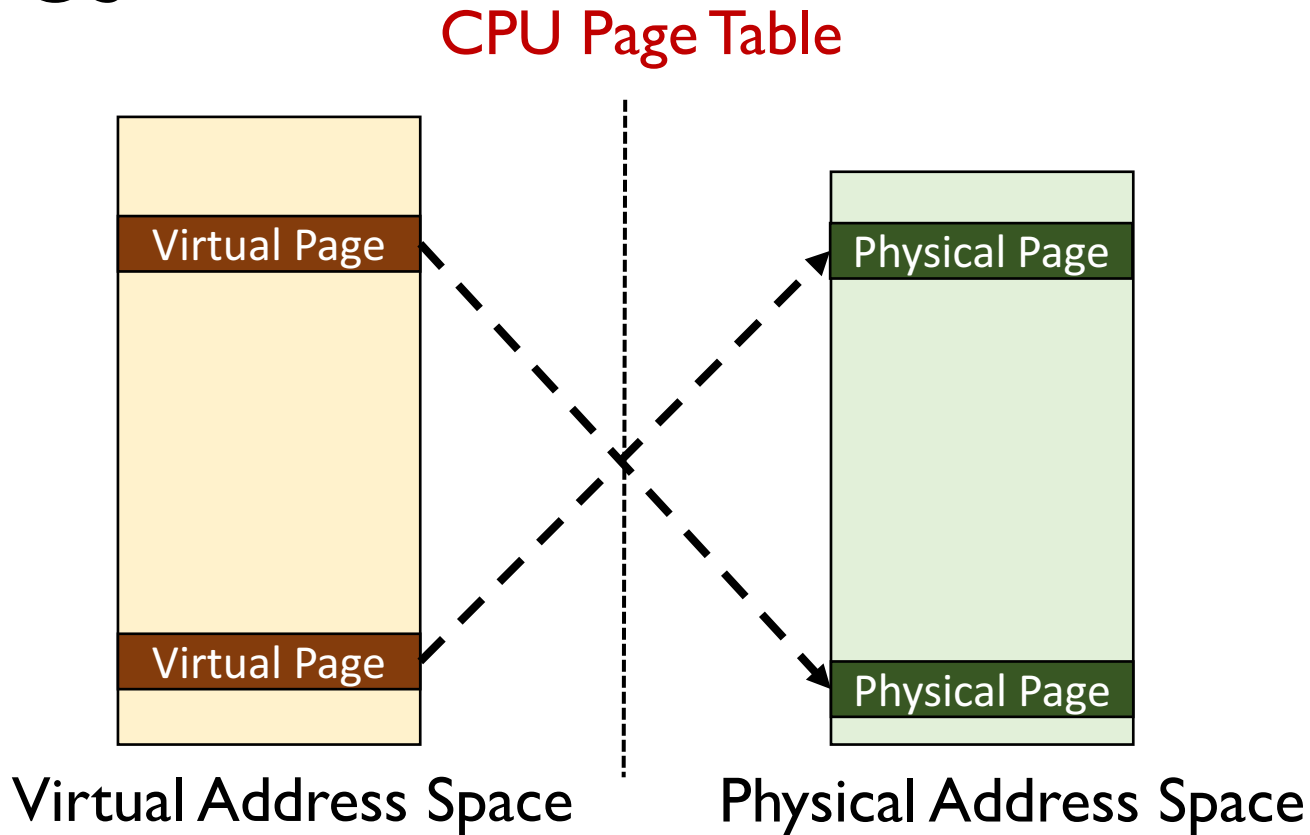 CPU Page Table
Virtual Page
Physical Page
Virtual Page
Physical Page
Virtual Address Space
Physical Address Space